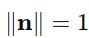 ‖n‖ = 1